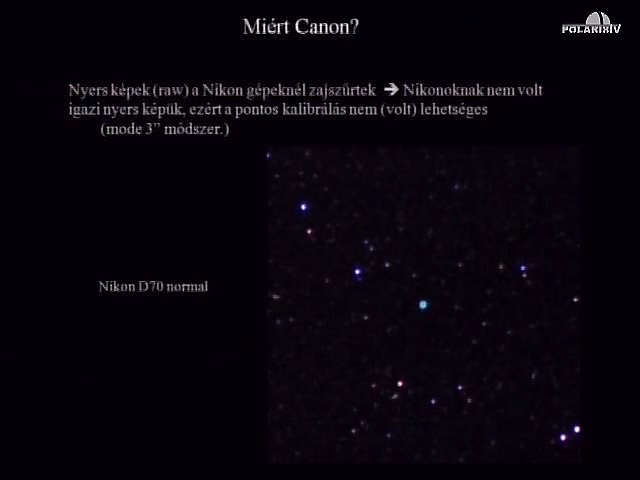 Miért Canon?
POLARIXIV
Nyers képek (raw) a Nikon gépeknél zajszűrtek → Nikonoknak nem volt
igazi nyers képük, ezért a pontos kalibrálás nem (volt) lehetséges
(mode 3” módszer.)
Nikon D70 normal